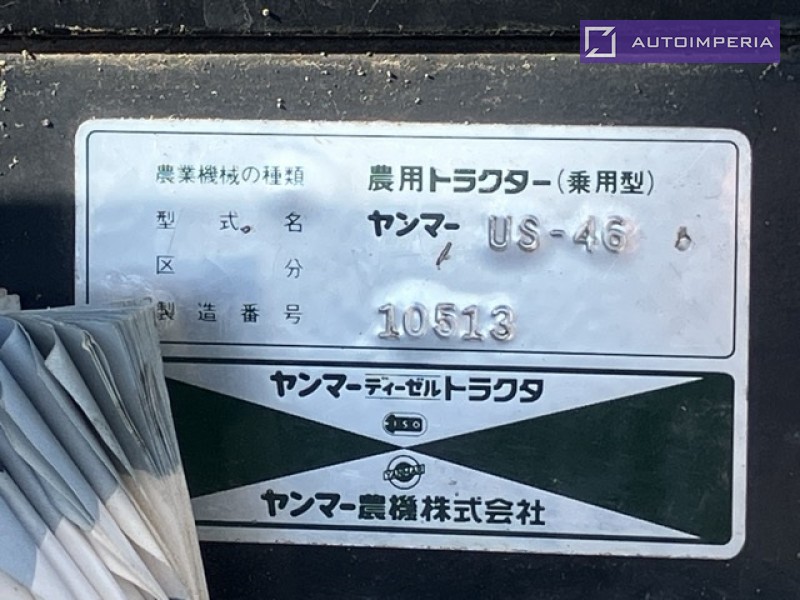 AUTOIMPERIA
農業機械の種類 農用トラクター(乗用型)
型式名 ヤンマー US-46
区分
製造番号 10513
ヤンマーディーゼルトラクタ
ISO
YANMAR
ヤンマー農機株式会社